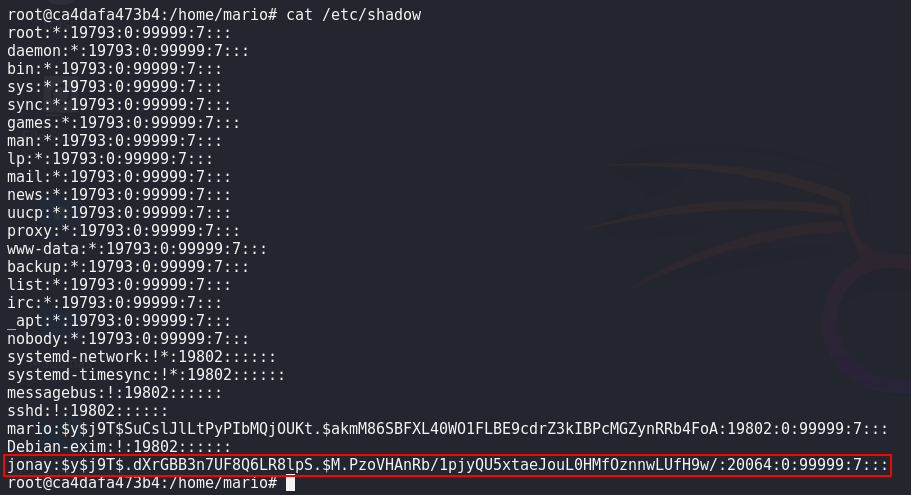 root@ca4dafa473b4:/home/mario# cat /etc/shadow
root:*:19793:0:99999:7:::
daemon:*:19793:0:99999:7:::
bin:*:19793:0:99999:7:::
sys:*:19793:0:99999:7:::
sync:*:19793:0:99999:7:::
games:*:19793:0:99999:7:::
man:*:19793:0:99999:7:::
lp:*:19793:0:99999:7:::
mail:*:19793:0:99999:7:::
news:*:19793:0:99999:7:::
uucp:*:19793:0:99999:7:::
proxy:*:19793:0:99999:7:::
www-data:*:19793:0:99999:7:::
backup:*:19793:0:99999:7:::
list:*:19793:0:99999:7:::
irc:*:19793:0:99999:7:::
_apt:*:19793:0:99999:7:::
nobody:*:19793:0:99999:7:::
systemd-network:!*:19802::::::
systemd-timesync:!*:19802::::::
messagebus:!:19802::::::
sshd:!:19802::::::
mario:$y$j9T$SuCslJlLtPyPIbMQjOUKt.$akmM86SBFXL40WO1FLBE9cdrZ3kIBPcMGZynRRb4FoA:19802:0:99999:7:::
Debian-exim:!:19802::::::
jonay:$y$j9T$.dXrGBB3n7UF8Q6LR8lpS.$M.PzoVHAnRb/1pjyQU5xtaeJouL0HMfOznnwLUfH9w/:20064:0:99999:7:::
root@ca4dafa473b4:/home/mario#